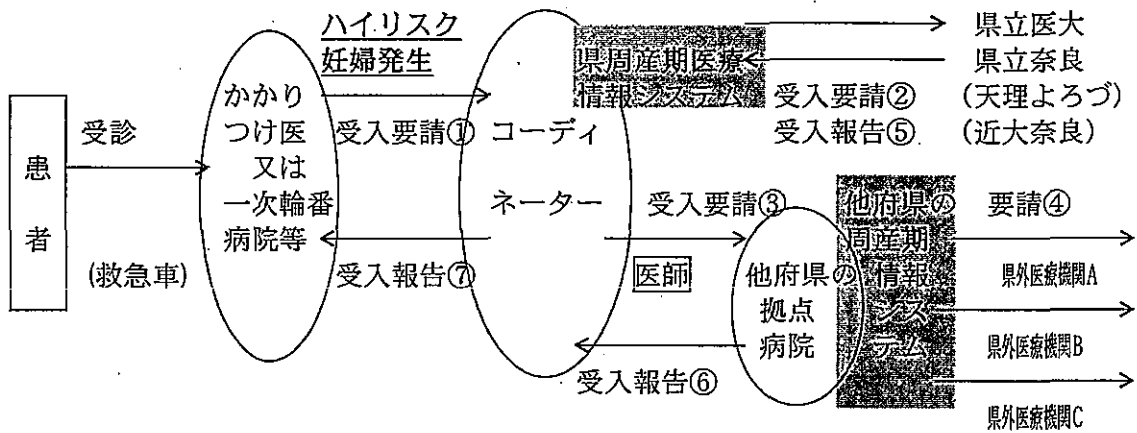 患者
受診
(救急車)
かかり
つけ医
又は
一次輪番
病院等
ハイリスク
妊婦発生
受入要請①
受入報告⑦
コーディ
ネーター
県周産期医療
情報システム
受入要請②
受入報告⑤
県立医大
県立奈良
(天理よろづ)
(近大奈良)
受入要請③
医師
受入報告⑥
他府県の
拠点
病院
他府県の
周産期
情報
シス
テム
要請④
県外医療機関A
県外医療機関B
県外医療機関C